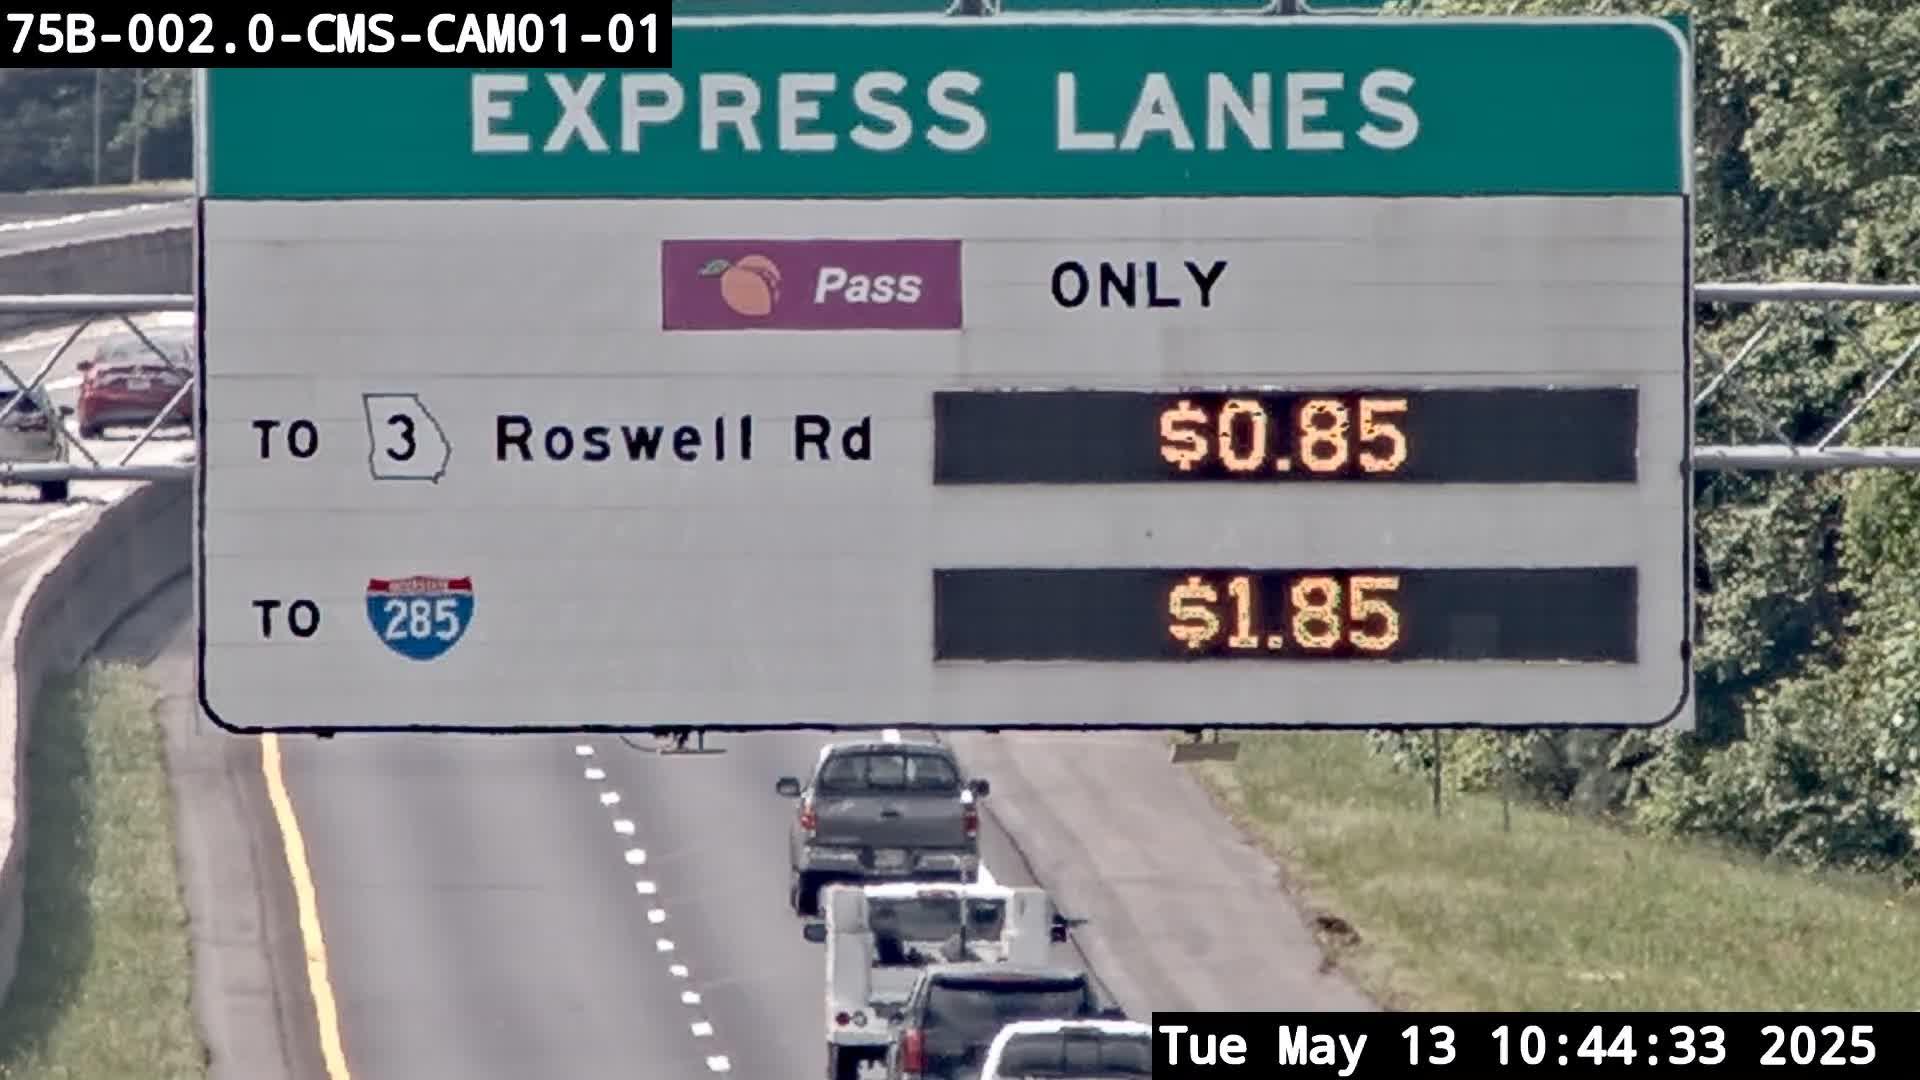 75B-002.0-CMS-CAM01-01
EXPRESS LANES
Pass ONLY
TO 3 Roswell Rd $0.85
TO 285 $1.85
Tue May 13 10:44:33 2025